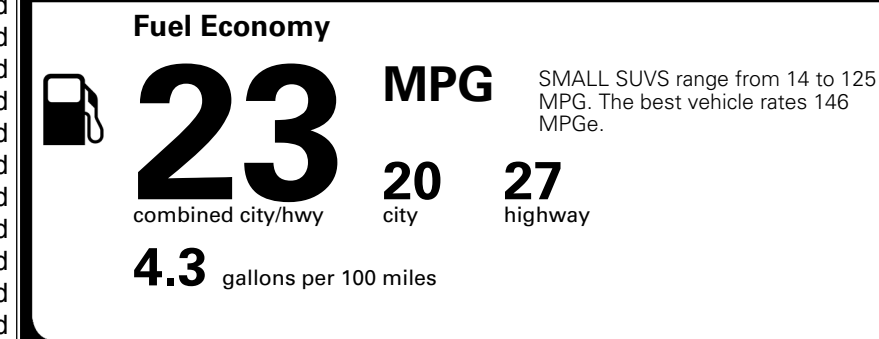 d
d
d
d
d
d
d
d
d
d
d
Fuel Economy
23
MPG
SMALL SUVS range from 14 to 125
MPG. The best vehicle rates 146
MPGe.
combined city/hwy
20
city
27
highway
4.3 gallons per 100 miles